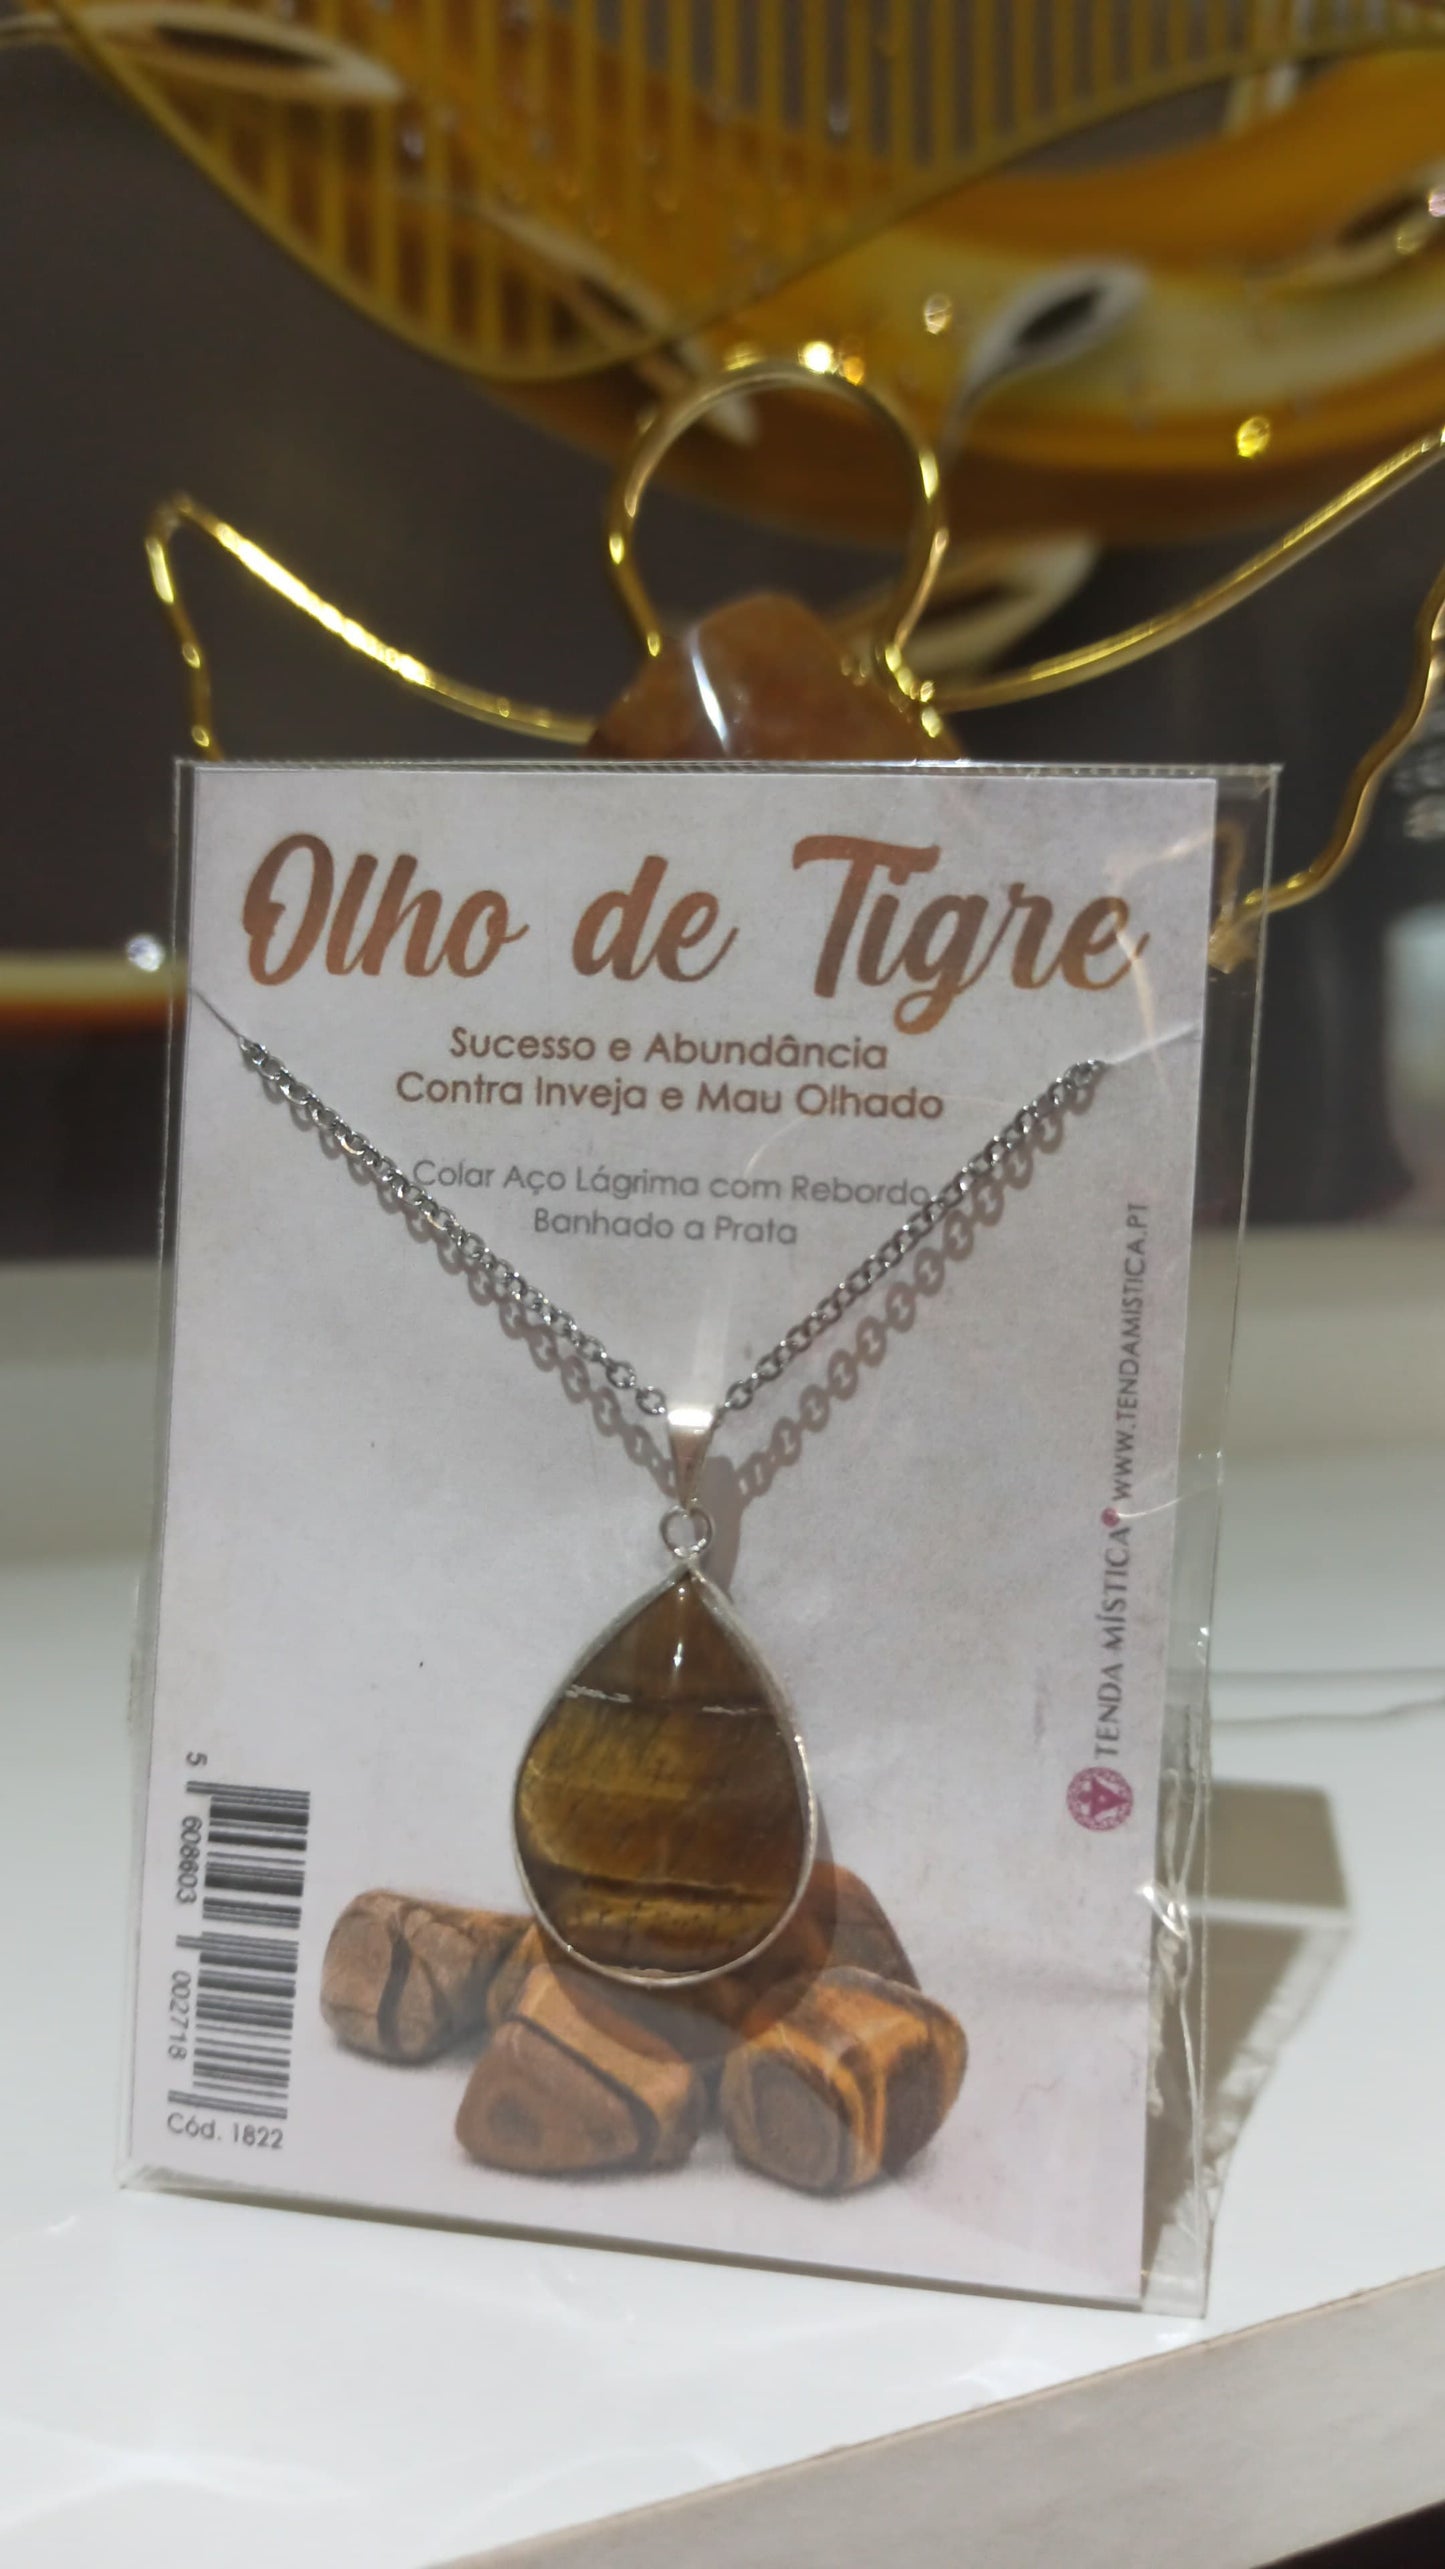 Olho de Tigre
Sucesso e Abundância
Contra Inveja e Mau Olhado
Colar Aço Lágrima com Rebordo
Banhado a Prata
TENDA MÍSTICA® WWW.TENDAMISTICA.PT
5 608603 002718
Cód. 1822